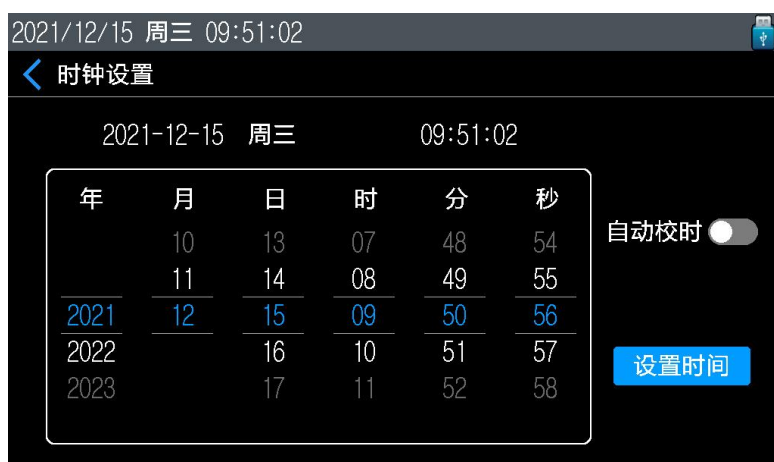 2021/12/15 周三 09:51:02
时钟设置
2021-12-15 周三 09:51:02
年 月 日 时 分 秒
10 13 07 48 54
自动校时
11 14 08 49 55
2021 12 15 09 50 56
2022 16 10 51 57
设置时间
2023 17 11 52 58